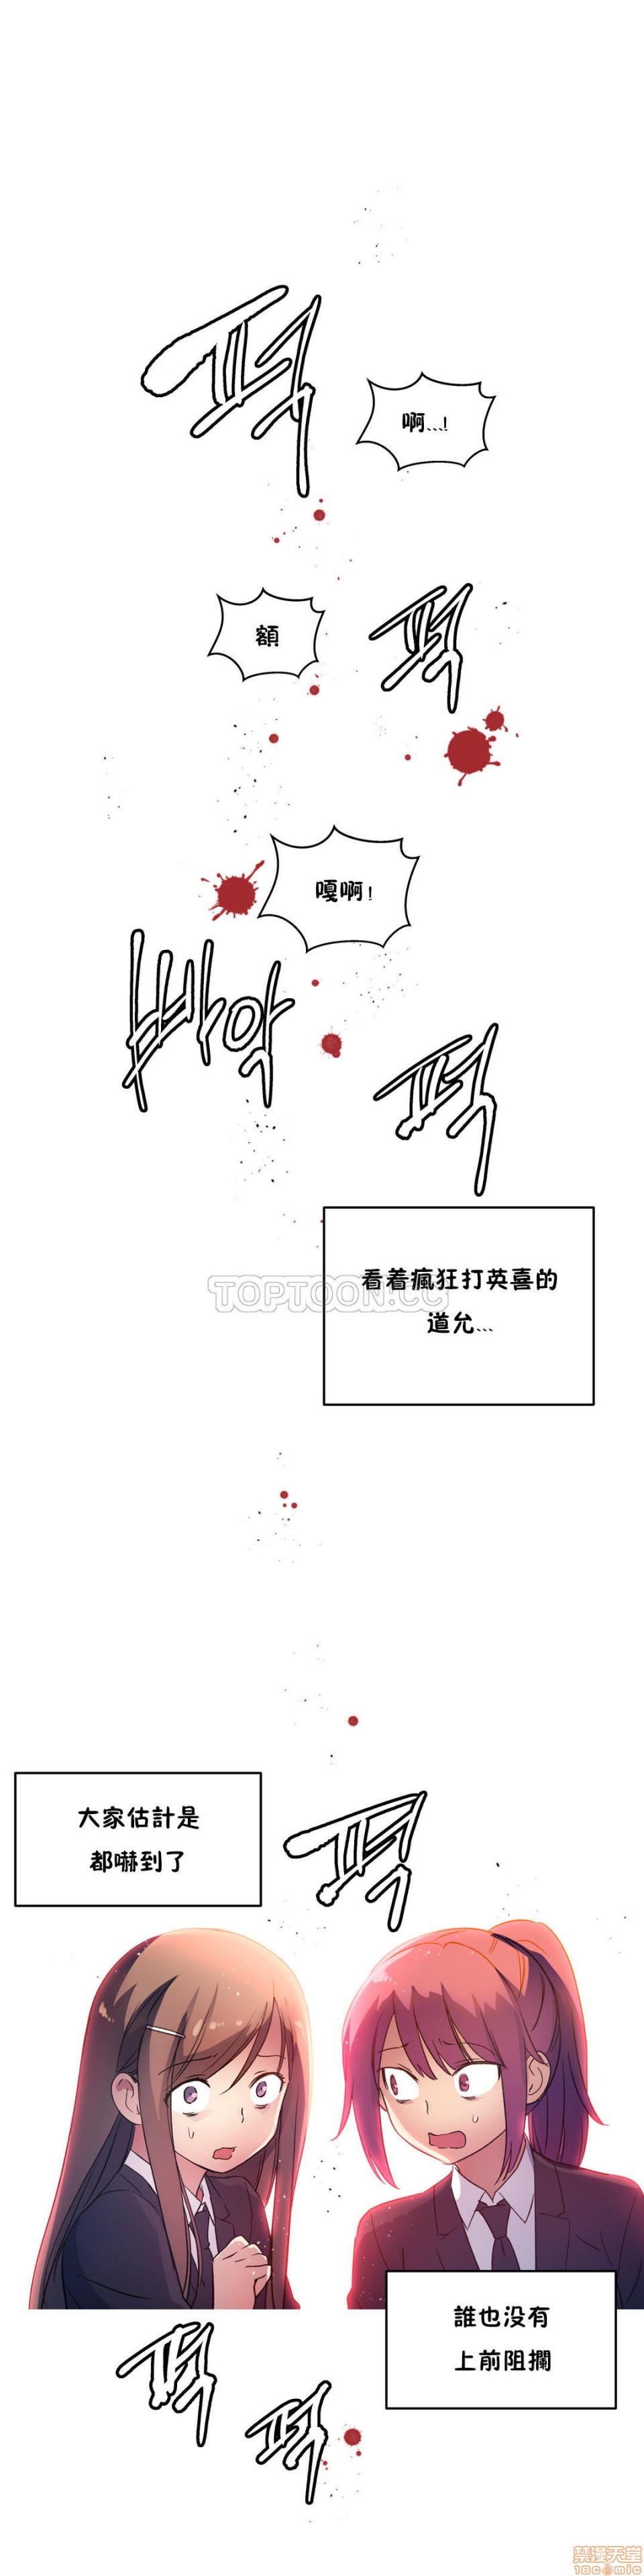 퍽
啊...!
額
퍽
嘎啊!
빠악
퍽
看着瘋狂打英喜的
道允...
TOPTOON.CC
大家估計是
都嚇到了
퍽
誰也没有
上前阻攔
퍽
퍽
禁漫天堂
18comic